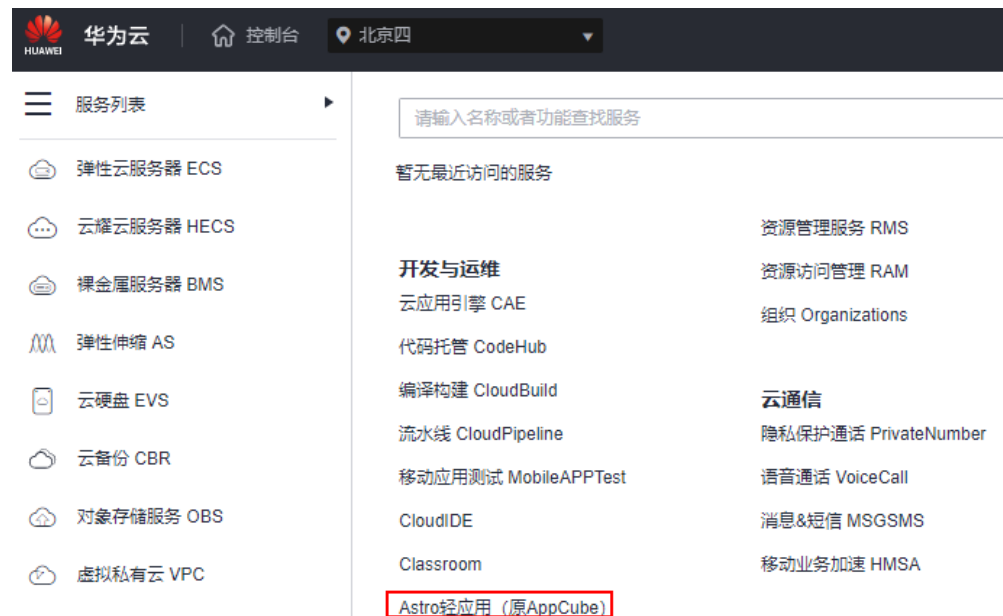 HUAWEI 华为云 控制台 北京四
服务列表
弹性云服务器 ECS
云耀云服务器 HECS
裸金属服务器 BMS
弹性伸缩 AS
云硬盘 EVS
云备份 CBR
对象存储服务 OBS
虚拟私有云 VPC
请输入名称或者功能查找服务
暂无最近访问的服务
开发与运维
云应用引擎 CAE
代码托管 CodeHub
编译构建 CloudBuild
流水线 CloudPipeline
移动应用测试 MobileAPPTest
CloudIDE
Classroom
Astro轻应用（原AppCube）
资源管理服务 RMS
资源访问管理 RAM
组织 Organizations
云通信
隐私保护通话 PrivateNumber
语音通话 VoiceCall
消息&短信 MSGSMS
移动业务加速 HMSA